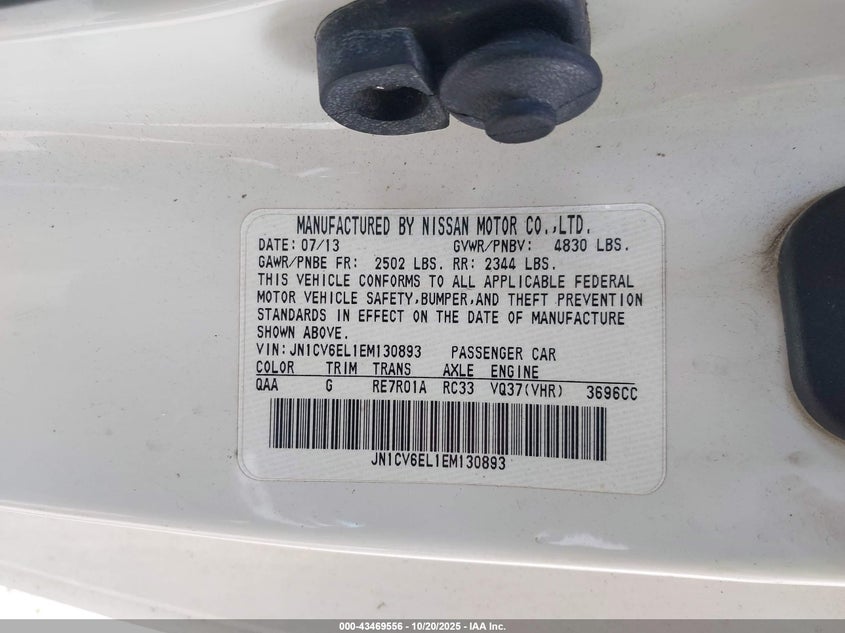 MANUFACTURED BY NISSAN MOTOR CO.,LTD.
DATE: 07/13 GVWR/PNBV: 4830 LBS.
GAWR/PNBE FR: 2502 LBS. RR: 2344 LBS.
THIS VEHICLE CONFORMS TO ALL APPLICABLE FEDERAL
MOTOR VEHICLE SAFETY,BUMPER,AND THEFT PREVENTION
STANDARDS IN EFFECT ON THE DATE OF MANUFACTURE
SHOWN ABOVE.
VIN: JN1CV6EL1EM130893 PASSENGER CAR
COLOR TRIM TRANS AXLE ENGINE
QAA G RE7R01A RC33 VQ37(VHR) 3696CC
JN1CV6EL1EM130893
000-43469556 | 10/20/2025 - IAA Inc.